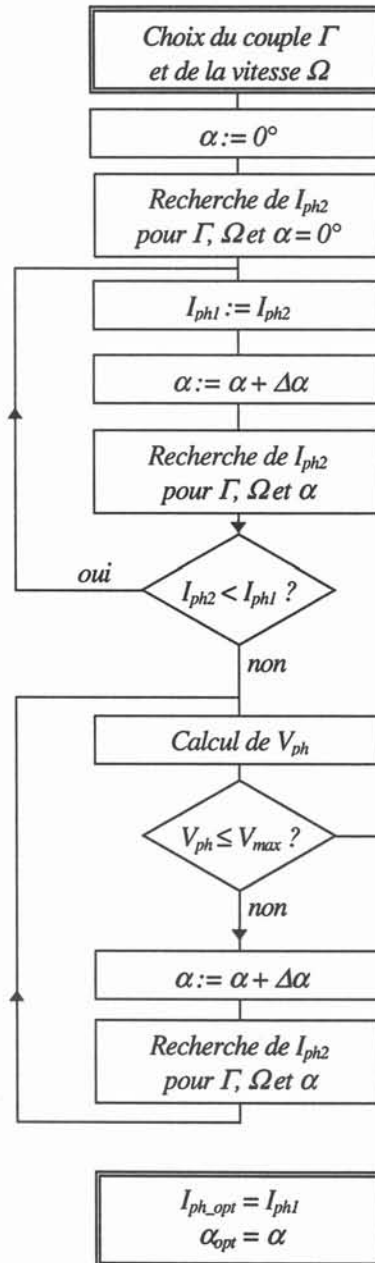 Choix du couple Γ
et de la vitesse Ω
α := 0°
Recherche de I_ph2
pour Γ, Ω et α = 0°
I_ph1 := I_ph2
α := α + Δα
Recherche de I_ph2
pour Γ, Ω et α
oui
I_ph2 < I_ph1 ?
non
Calcul de V_ph
V_ph ≤ V_max ?
non
α := α + Δα
Recherche de I_ph2
pour Γ, Ω et α
I_ph_opt = I_ph1
α_opt = α